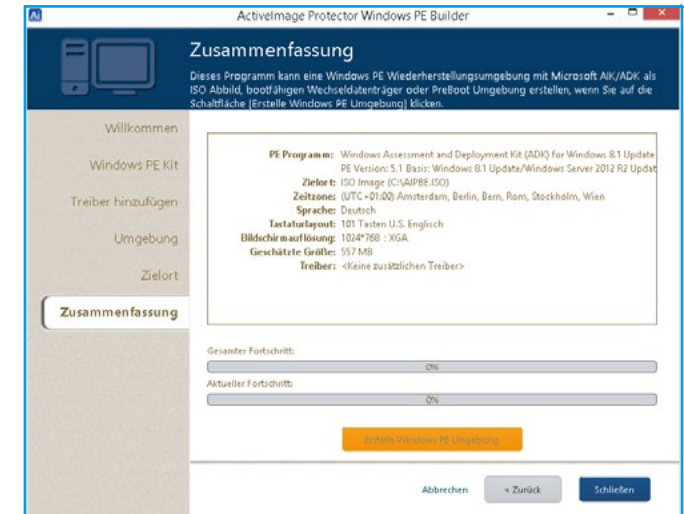 Ai
ActiveImage Protector Windows PE Builder
Zusammenfassung
Dieses Programm kann eine Windows PE Wiederherstellungsumgebung mit Microsoft AIK/ADK als
ISO Abbild, bootfähigen Wechseldatenträger oder PreBoot Umgebung erstellen, wenn Sie auf die
Schaltfläche [Erstelle Windows PE Umgebung] klicken.
Willkommen
Windows PE Kit
Treiber hinzufügen
Umgebung
Zielort
Zusammenfassung
PE Programm: Windows Assessment and Deployment Kit (ADK) for Windows 8.1 Update
PE Version: 5.1 Basis: Windows 8.1 Update/Windows Server 2012 R2 Updat
Zielort: ISO Image (C:\AIPBE.ISO)
Zeitzone: (UTC+01:00) Amsterdam, Berlin, Bern, Rom, Stockholm, Wien
Sprache: Deutsch
Tastaturlayout: 101 Tasten U.S. Englisch
Bildschirmauflösung: 1024*768 : XGA
Geschätzte Größe: 557 MB
Treiber: <Keine zusätzlichen Treiber>
Gesamter Fortschritt:
0%
Aktueller Fortschritt:
0%
Erstelle Windows PE Umgebung
Abbrechen
< Zurück
Schließen